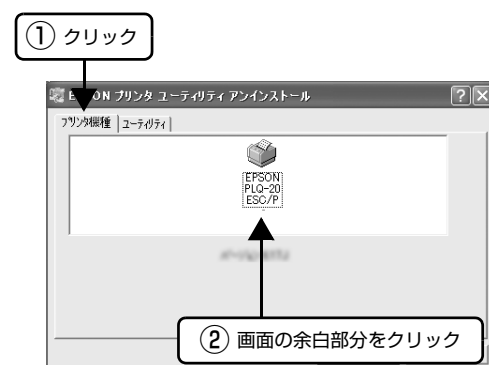 ① クリック
EPSON プリンタ ユーティリティ アンインストール
プリンタ機種 ユーティリティ
EPSON
PLQ-20
ESC/P
② 画面の余白部分をクリック